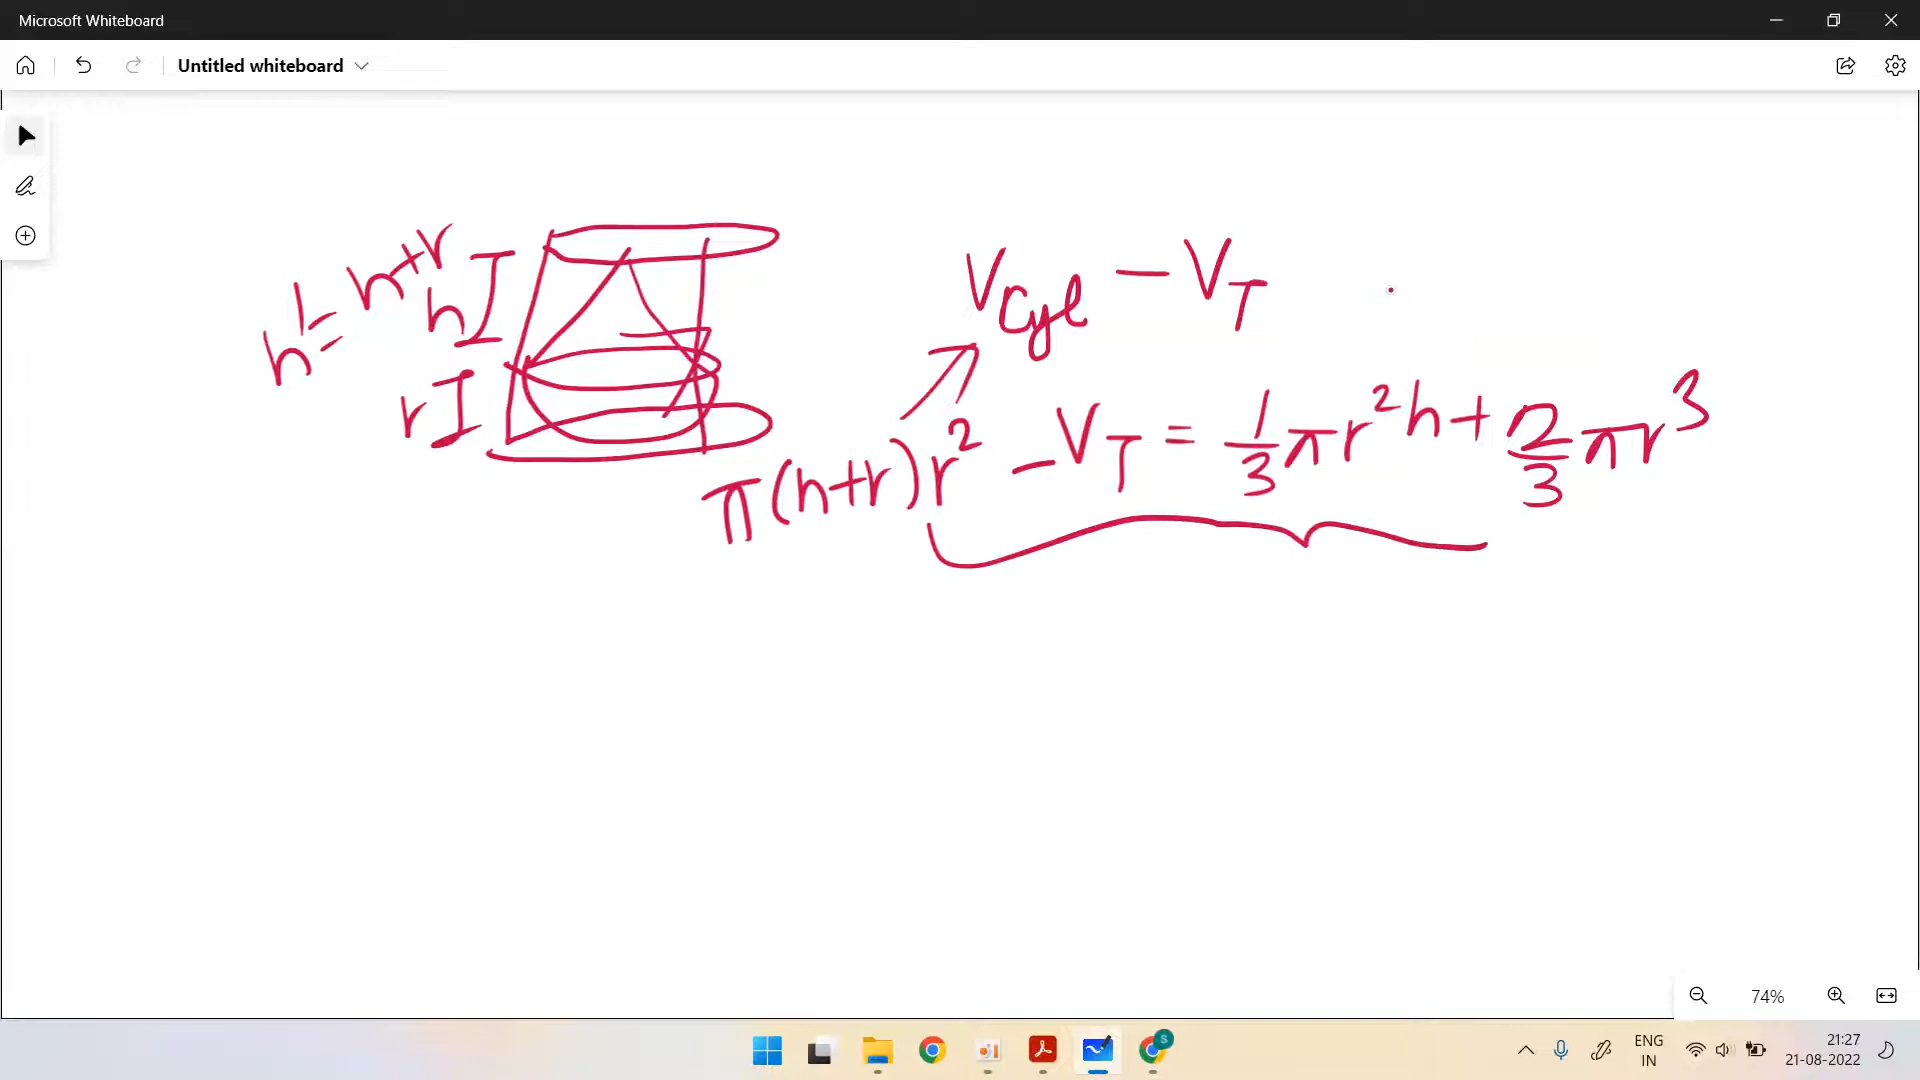 Microsoft Whiteboard
Untitled whiteboard
h' = h+r
h
r
V_Cyl - V_T
π(h+r)r² - V_T = 1/3 πr²h + 2/3 πr³
74%
S
ENG
IN
21:27
21-08-2022